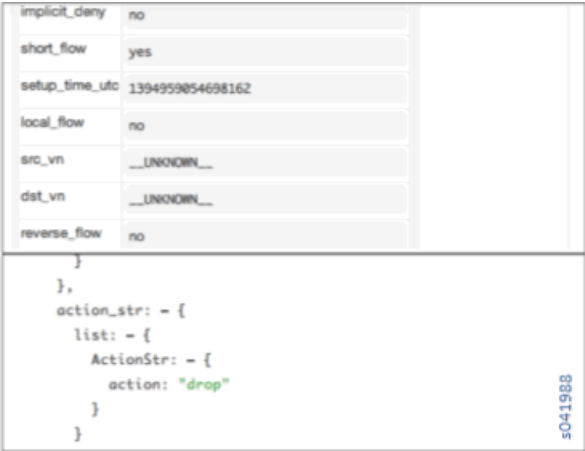 implicit_deny no
short_flow yes
setup_time_utc 1394959054698162
local_flow no
src_vn __UNKNOWN__
dst_vn __UNKNOWN__
reverse_flow no
}
},
action_str: – {
list: – {
ActionStr: – {
action: "drop"
}
}
s041988